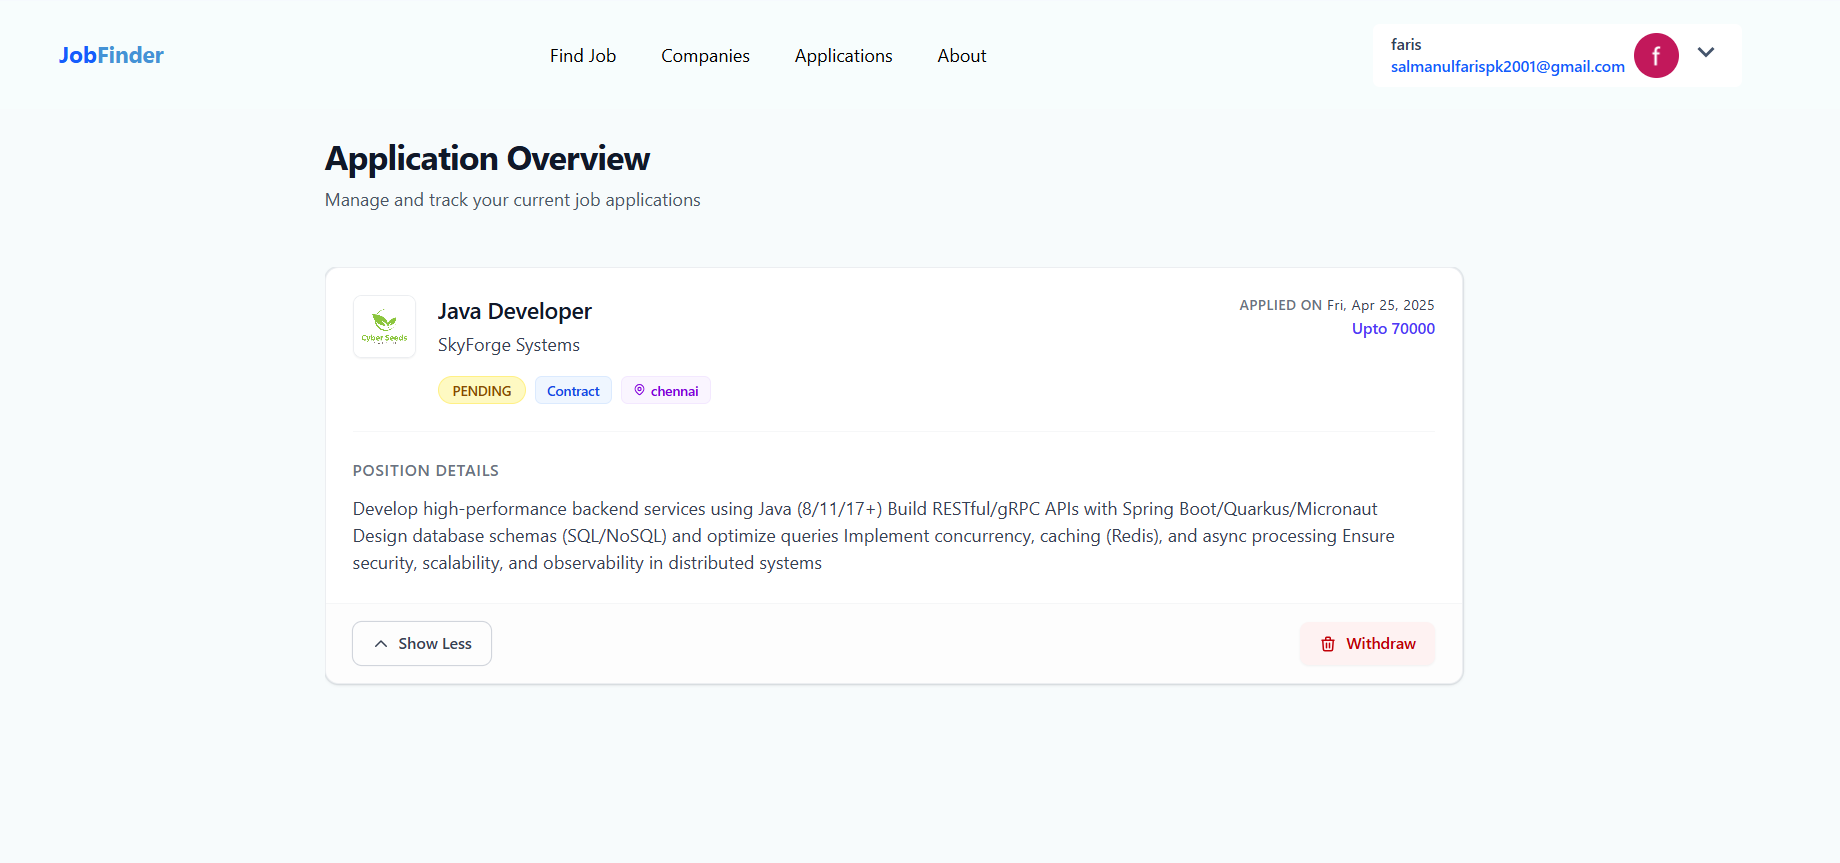 JobFinder
Find Job
Companies
Applications
About
faris
salmanulfarispk2001@gmail.com
f
Application Overview
Manage and track your current job applications
Cyber Seeds
Java Developer
SkyForge Systems
APPLIED ON Fri, Apr 25, 2025
Upto 70000
PENDING
Contract
chennai
POSITION DETAILS
Develop high-performance backend services using Java (8/11/17+) Build RESTful/gRPC APIs with Spring Boot/Quarkus/Micronaut
Design database schemas (SQL/NoSQL) and optimize queries Implement concurrency, caching (Redis), and async processing Ensure
security, scalability, and observability in distributed systems
Show Less
Withdraw